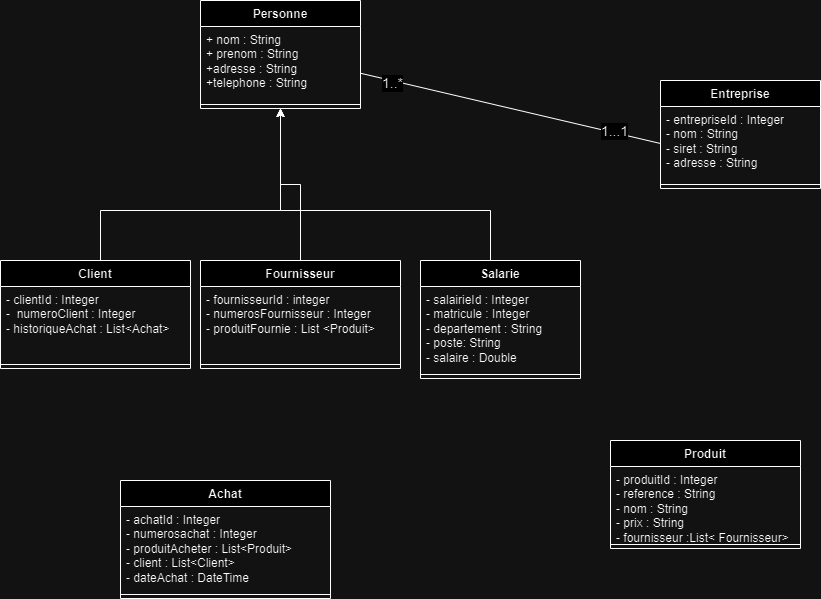 Personne
+ nom : String
+ prenom : String
+adresse : String
+telephone : String
1..*
1...1
Entreprise
- entrepriseId : Integer
- nom : String
- siret : String
- adresse : String
Client
- clientId : Integer
- numeroClient : Integer
- historiqueAchat : List<Achat>
Fournisseur
- fournisseurId : integer
- numerosFournisseur : Integer
- produitFournie : List <Produit>
Salarie
- salairieId : Integer
- matricule : Integer
- departement : String
- poste: String
- salaire : Double
Produit
- produitId : Integer
- reference : String
- nom : String
- prix : String
- fournisseur :List< Fournisseur>
Achat
- achatId : Integer
- numerosachat : Integer
- produitAcheter : List<Produit>
- client : List<Client>
- dateAchat : DateTime